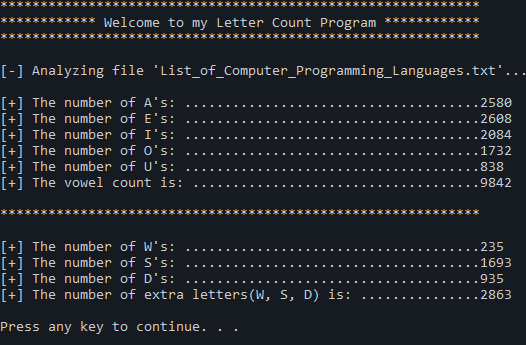 ************************************************************
************ Welcome to my Letter Count Program ************
************************************************************
[-] Analyzing file 'List_of_Computer_Programming_Languages.txt'...
[+] The number of A's: .....................................2580
[+] The number of E's: .....................................2608
[+] The number of I's: .....................................2084
[+] The number of O's: .....................................1732
[+] The number of U's: .....................................838
[+] The vowel count is: ....................................9842
************************************************************
[+] The number of W's: .....................................235
[+] The number of S's: .....................................1693
[+] The number of D's: .....................................935
[+] The number of extra letters(W, S, D) is: ...............2863
Press any key to continue. . .